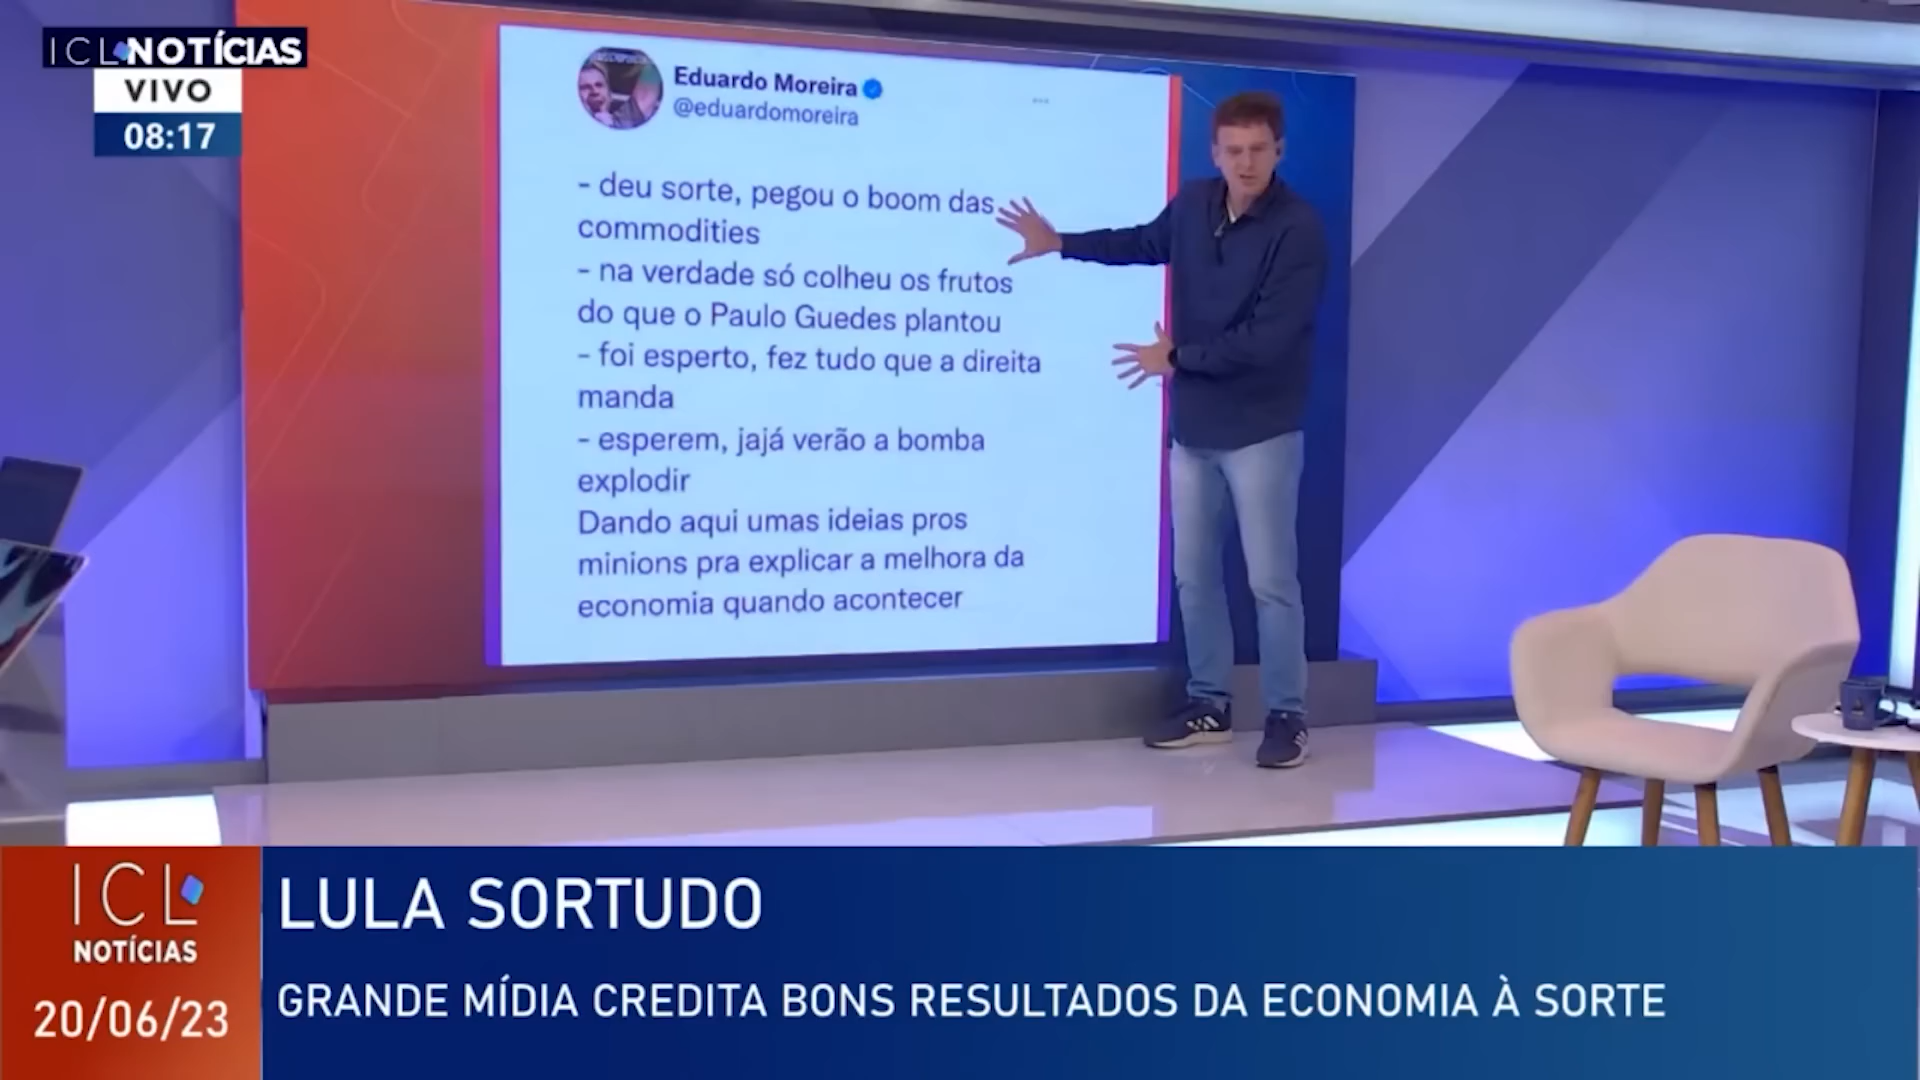 ICL NOTÍCIAS
VIVO
08:17
Eduardo Moreira
@eduardomoreira
- deu sorte, pegou o boom das
commodities
- na verdade só colheu os frutos
do que o Paulo Guedes plantou
- foi esperto, fez tudo que a direita
manda
- esperem, jajá verão a bomba
explodir
Dando aqui umas ideias pros
minions pra explicar a melhora da
economia quando acontecer
ICL
NOTÍCIAS
20/06/23
LULA SORTUDO
GRANDE MÍDIA CREDITA BONS RESULTADOS DA ECONOMIA À SORTE